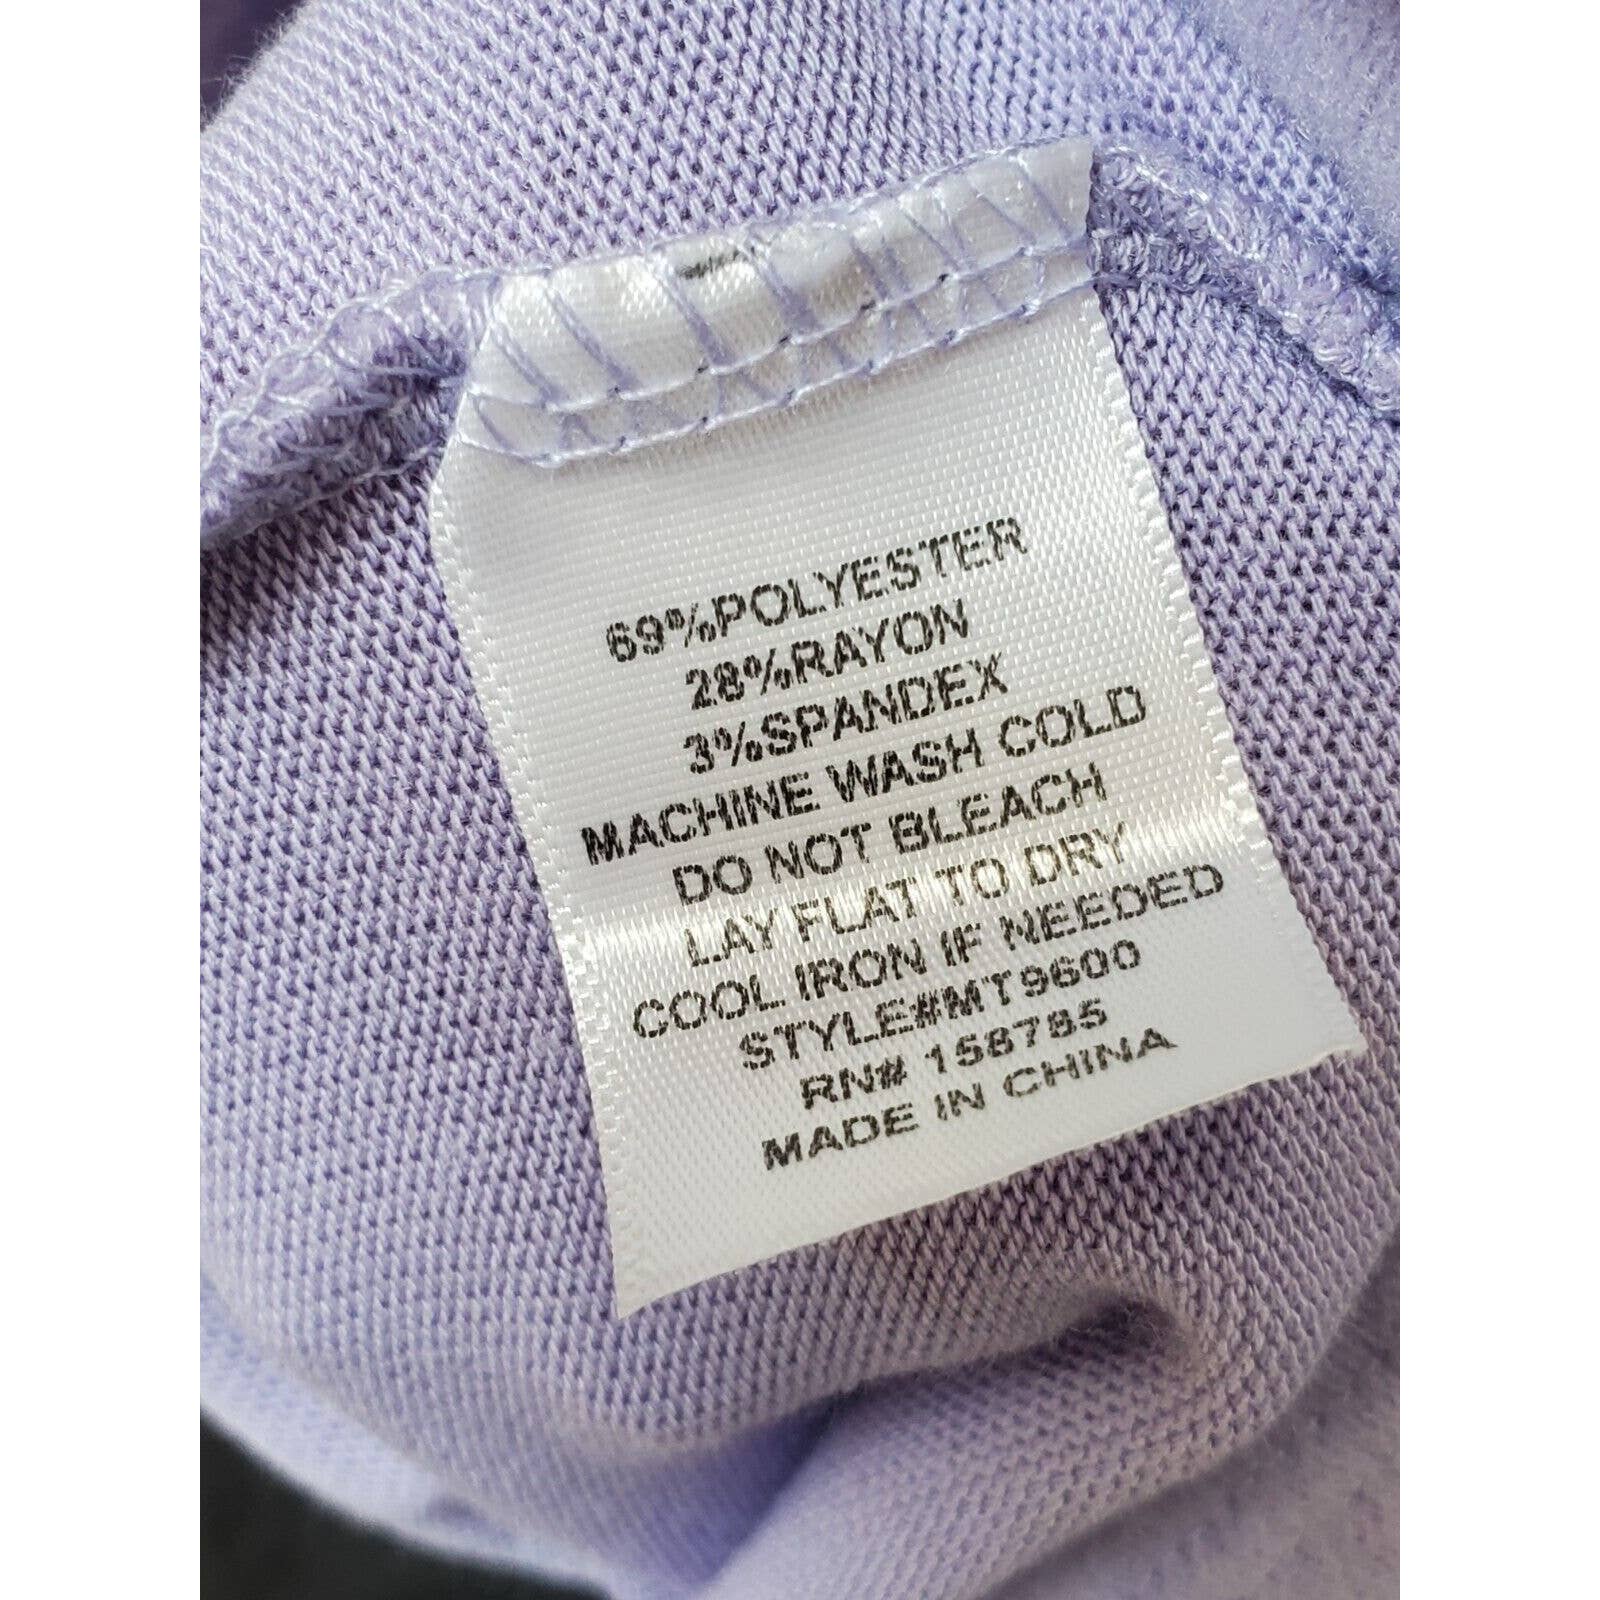 69%POLYESTER
28%RAYON
3%SPANDEX
MACHINE WASH COLD
DO NOT BLEACH
LAY FLAT TO DRY
COOL IRON IF NEEDED
STYLE#MT9600
RN# 158785
MADE IN CHINA